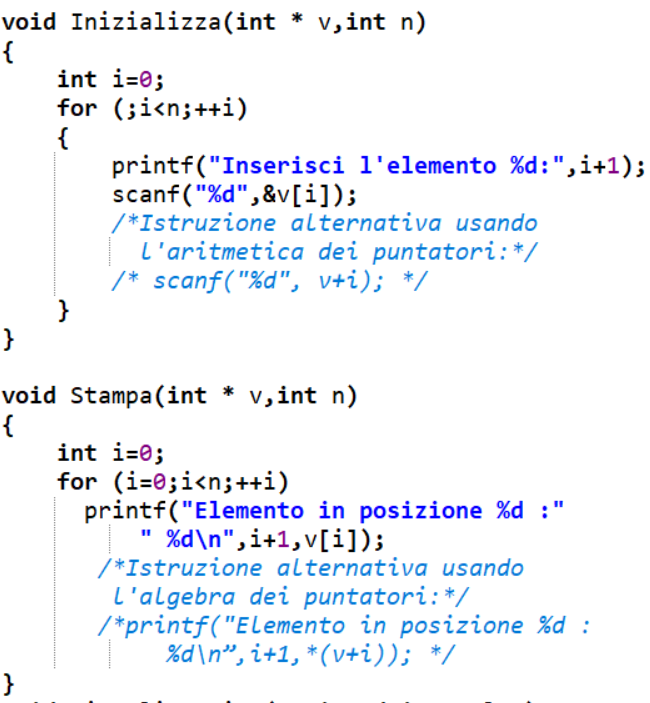 void Inizializza(int * v,int n)
{
int i=0;
for (;i<n;++i)
{
printf("Inserisci l'elemento %d:",i+1);
scanf("%d",&v[i]);
/*Istruzione alternativa usando
l'aritmetica dei puntatori:*/
/* scanf("%d", v+i); */
}
}
void Stampa(int * v,int n)
{
int i=0;
for (i=0;i<n;++i)
printf("Elemento in posizione %d :"
" %d\n",i+1,v[i]);
/*Istruzione alternativa usando
l'algebra dei puntatori:*/
/*printf("Elemento in posizione %d :
%d\n”,i+1,*(v+i)); */
}